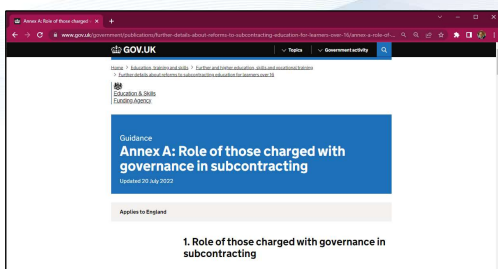 Annex A: Role of those charged
www.gov.uk/government/publications/further-details-about-reforms-to-subcontracting-education-for-learners-over-16/annex-a-role-of-...
GOV.UK
Topics
Government activity
Home > Education, training and skills > Further and higher education, skills and vocational training
> Further details about reforms to subcontracting education for learners over 16
Education & Skills
Funding Agency
Guidance
Annex A: Role of those charged with
governance in subcontracting
Updated 20 July 2022
Applies to England
1. Role of those charged with governance in
subcontracting